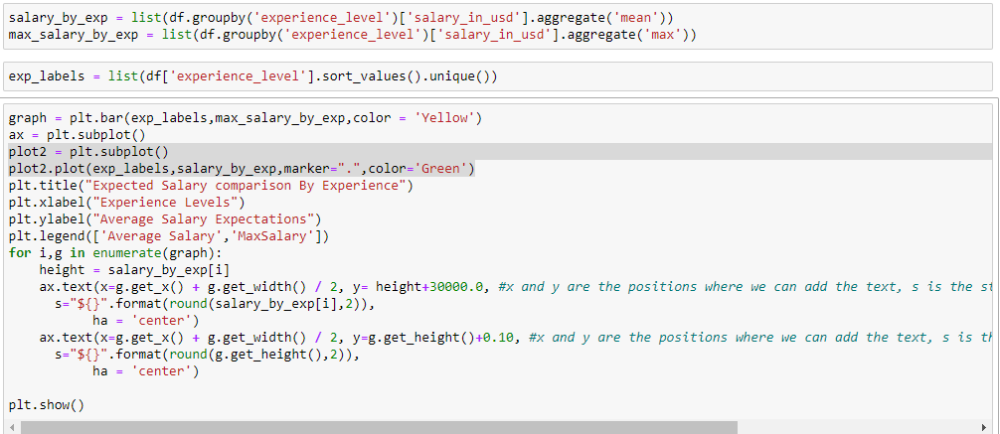 salary_by_exp = list(df.groupby('experience_level')['salary_in_usd'].aggregate('mean'))
max_salary_by_exp = list(df.groupby('experience_level')['salary_in_usd'].aggregate('max'))
exp_labels = list(df['experience_level'].sort_values().unique())
graph = plt.bar(exp_labels,max_salary_by_exp,color = 'Yellow')
ax = plt.subplot()
plot2 = plt.subplot()
plot2.plot(exp_labels,salary_by_exp,marker=".",color='Green')
plt.title("Expected Salary comparison By Experience")
plt.xlabel("Experience Levels")
plt.ylabel("Average Salary Expectations")
plt.legend(['Average Salary','MaxSalary'])
for i,g in enumerate(graph):
    height = salary_by_exp[i]
    ax.text(x=g.get_x() + g.get_width() / 2, y= height+30000.0, #x and y are the positions where we can add the text, s is the st
      s="${}".format(round(salary_by_exp[i],2)),
           ha = 'center')
    ax.text(x=g.get_x() + g.get_width() / 2, y=g.get_height()+0.10, #x and y are the positions where we can add the text, s is th
      s="${}".format(round(g.get_height(),2)),
           ha = 'center')
plt.show()